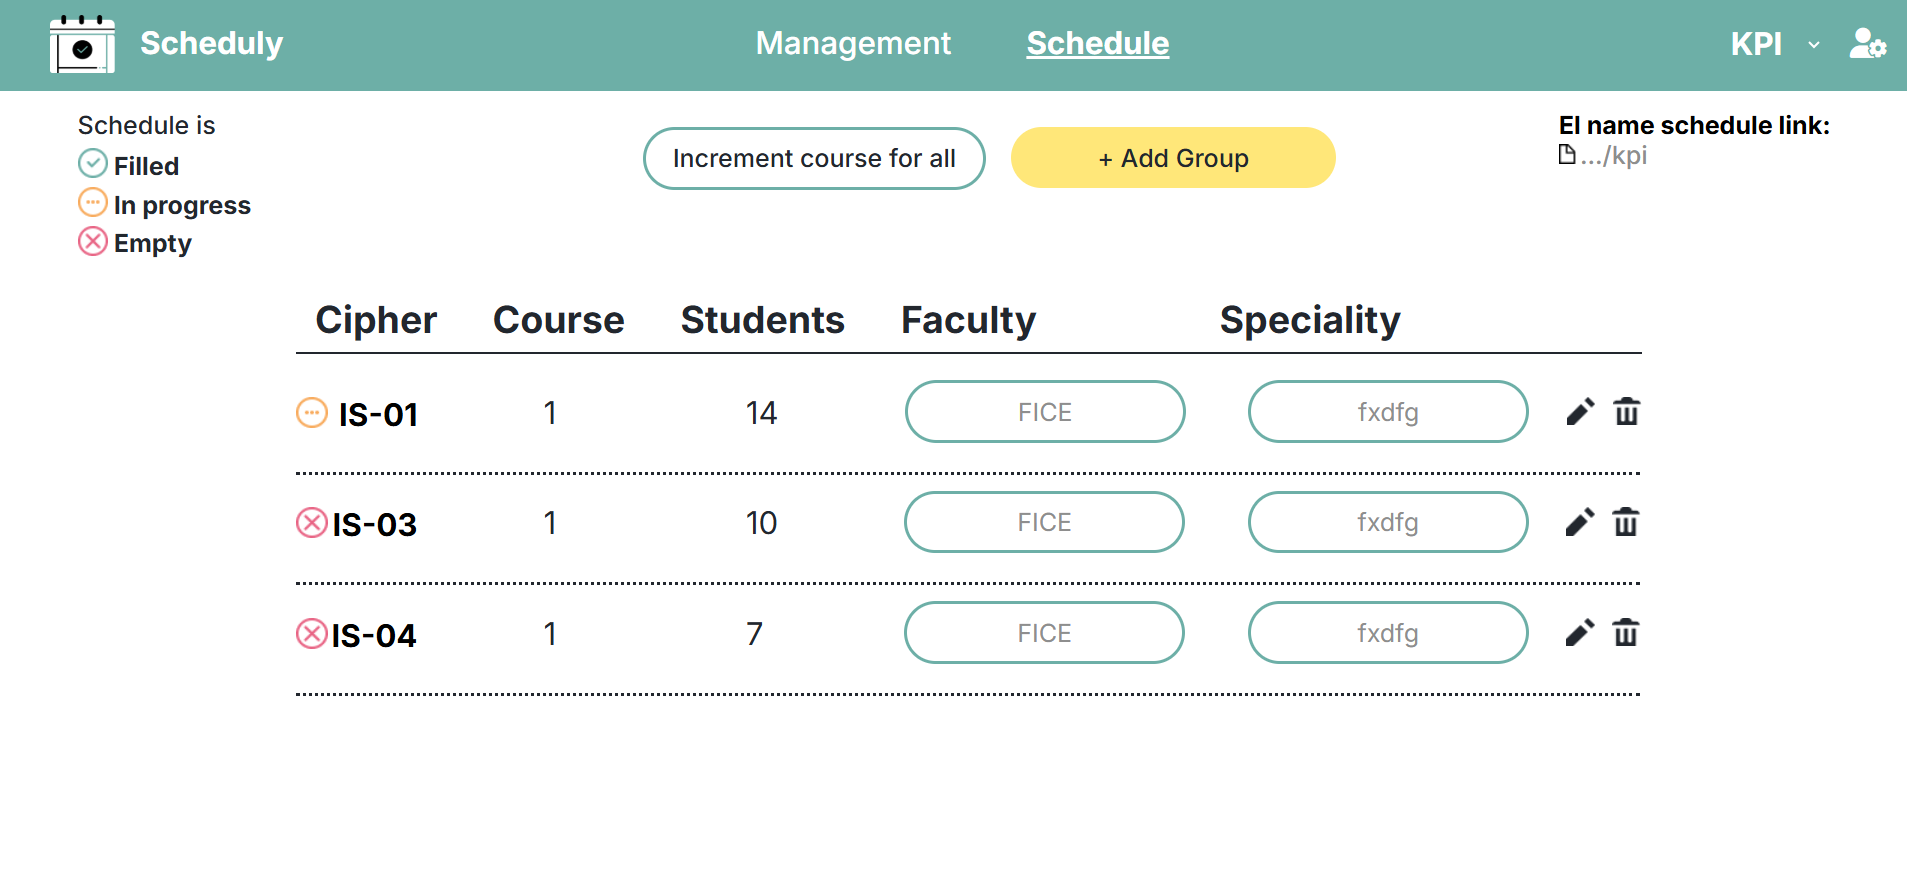 Scheduly
Management
Schedule
KPI
Schedule is
Filled
In progress
Empty
Increment course for all
+ Add Group
El name schedule link:
.../kpi
Cipher Course Students Faculty Speciality
IS-01 1 14 FICE fxdfg
IS-03 1 10 FICE fxdfg
IS-04 1 7 FICE fxdfg